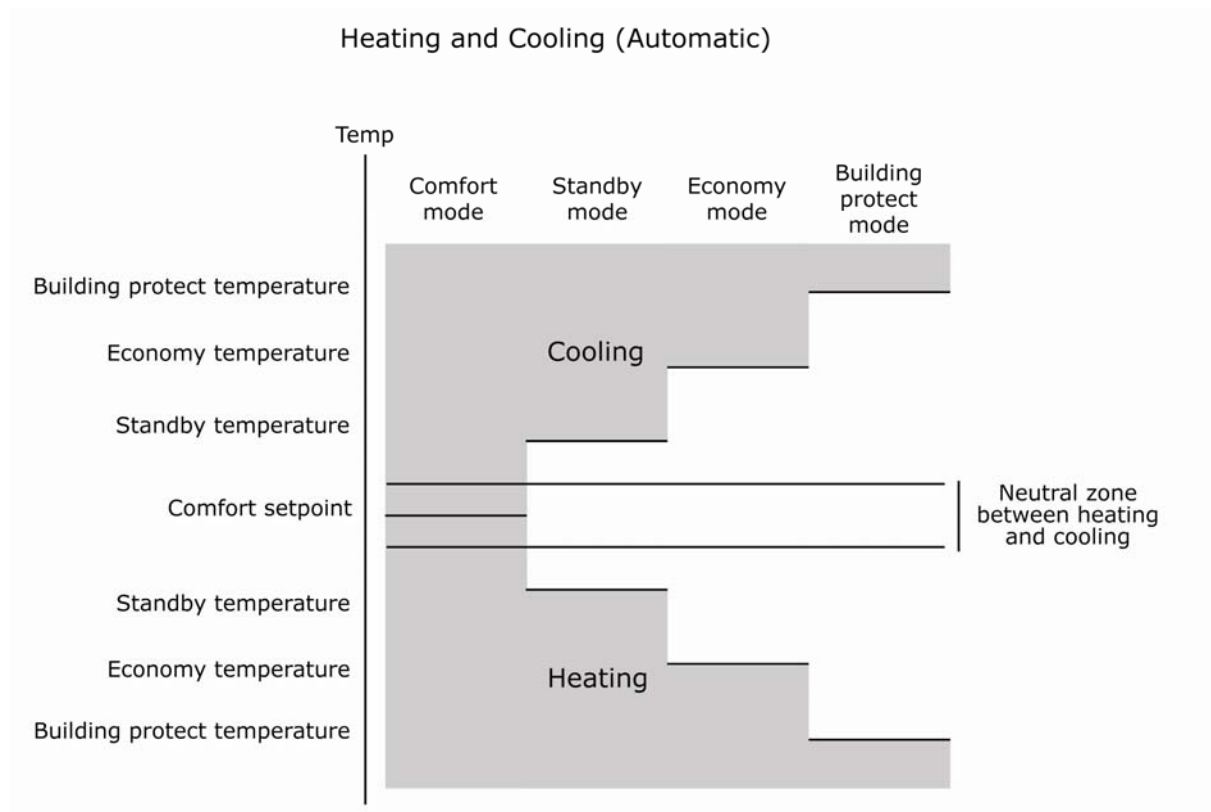 Heating and Cooling (Automatic)
Temp
Comfort
mode
Standby
mode
Economy
mode
Building
protect
mode
Building protect temperature
Economy temperature
Cooling
Standby temperature
Comfort setpoint
Neutral zone
between heating
and cooling
Standby temperature
Economy temperature
Heating
Building protect temperature